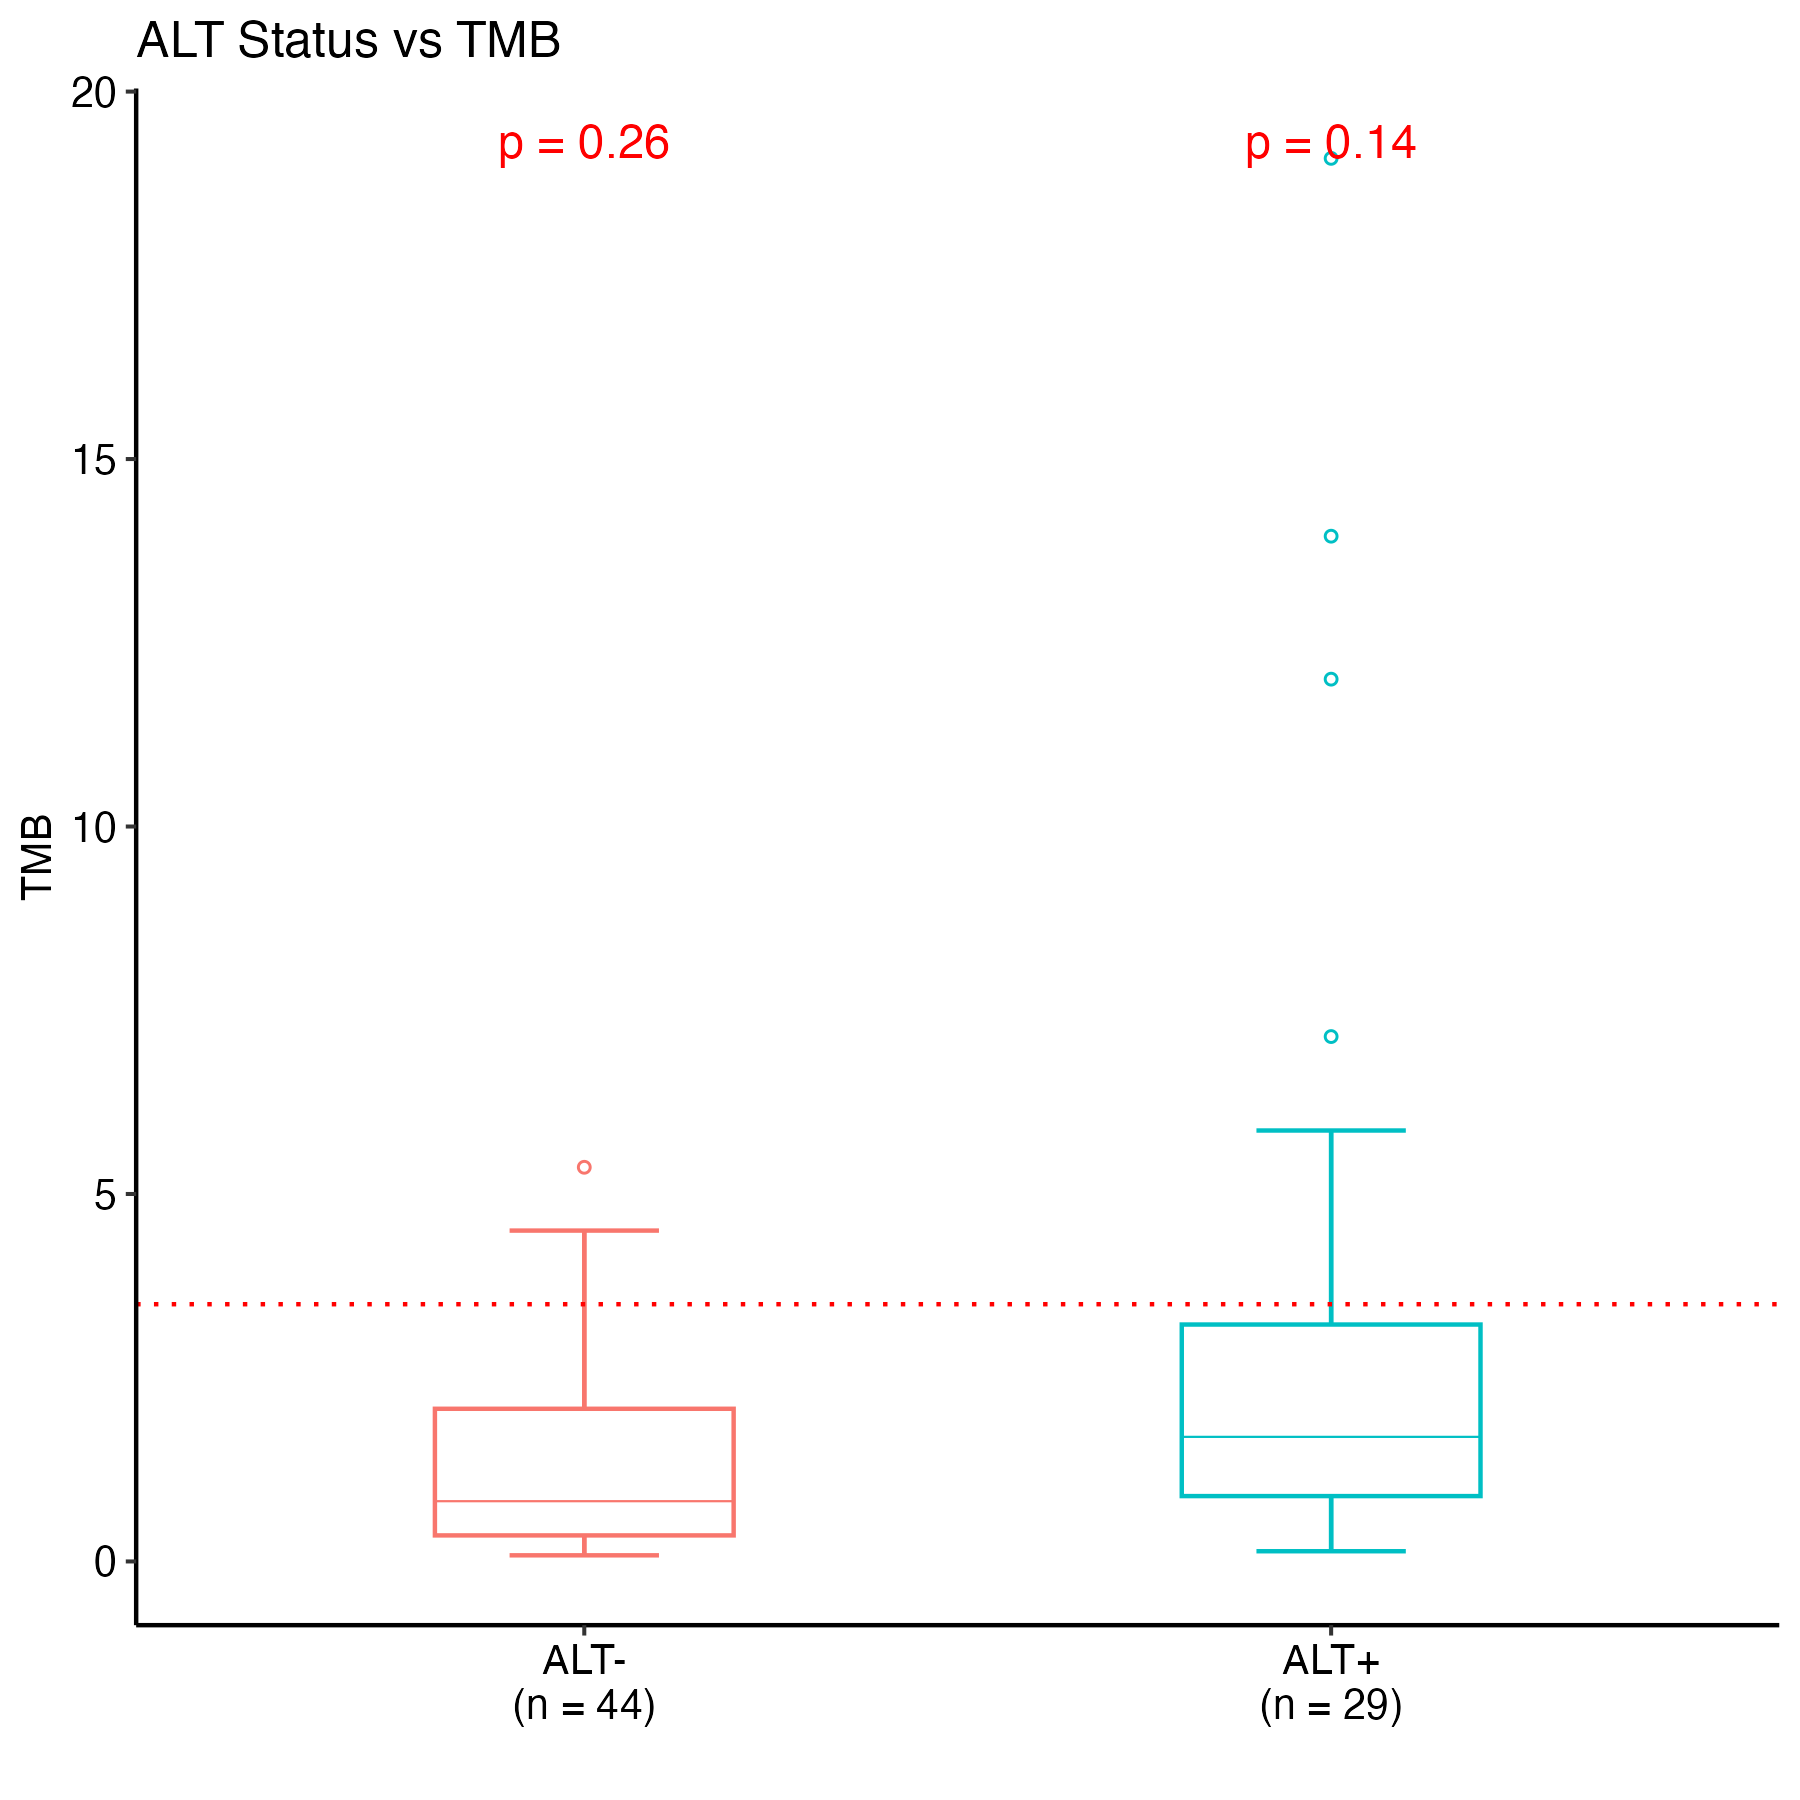 ALT Status vs TMB
20
p = 0.26
p = 0.14
15
10
TMB
5
0
ALT-
(n = 44)
ALT+
(n = 29)